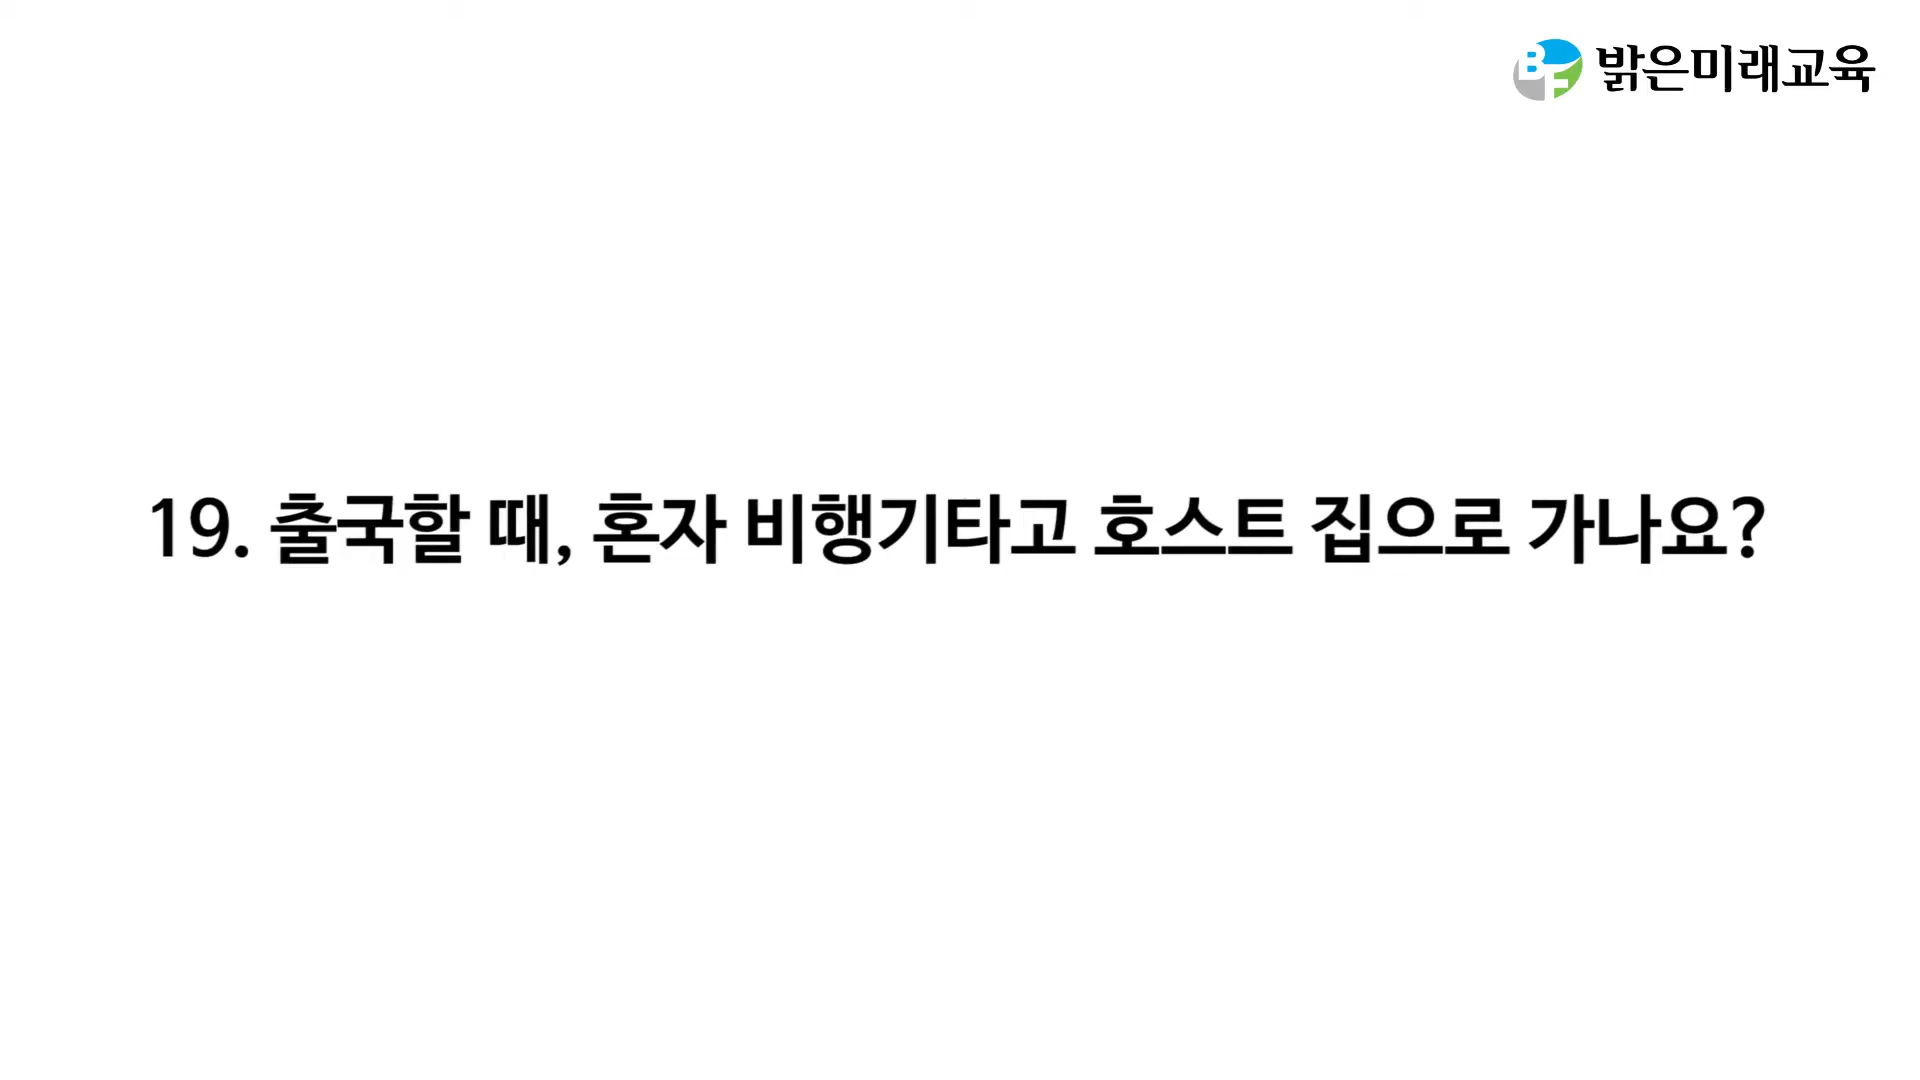 BF 밝은미래교육
19. 출국할 때, 혼자 비행기타고 호스트 집으로 가나요?